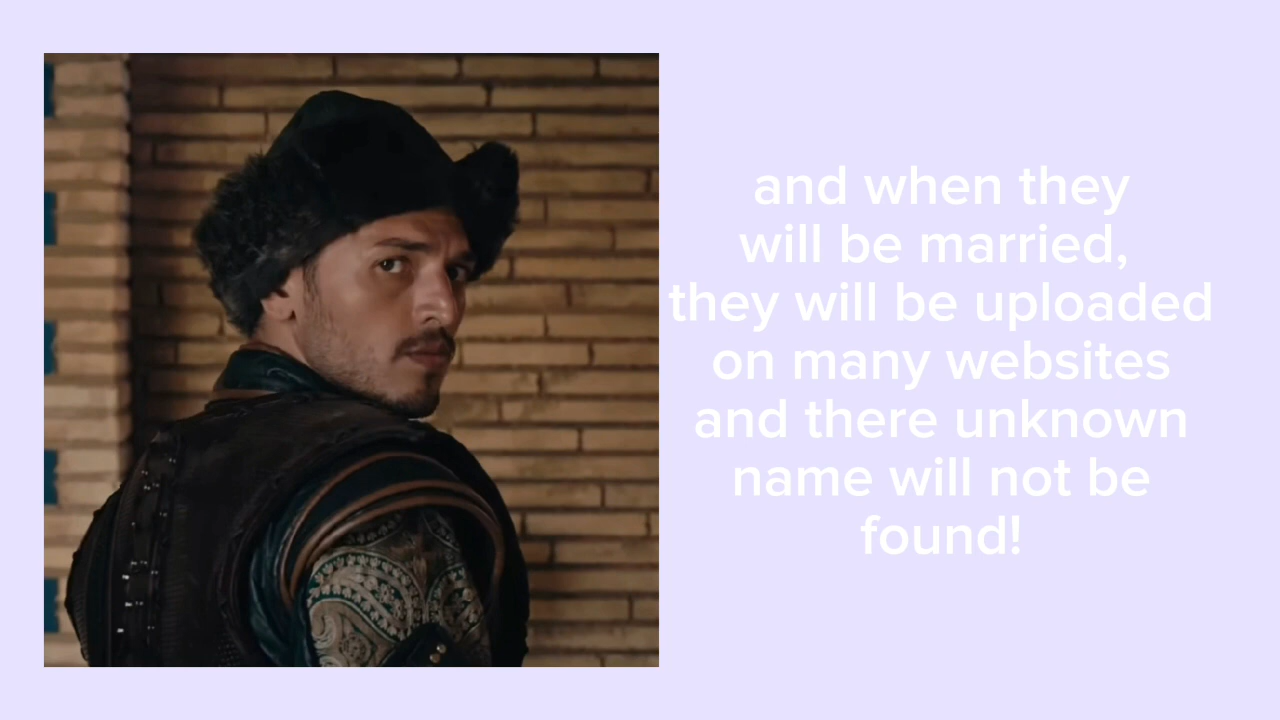 and when they
will be married,
they will be uploaded
on many websites
and there unknown
name will not be
found!